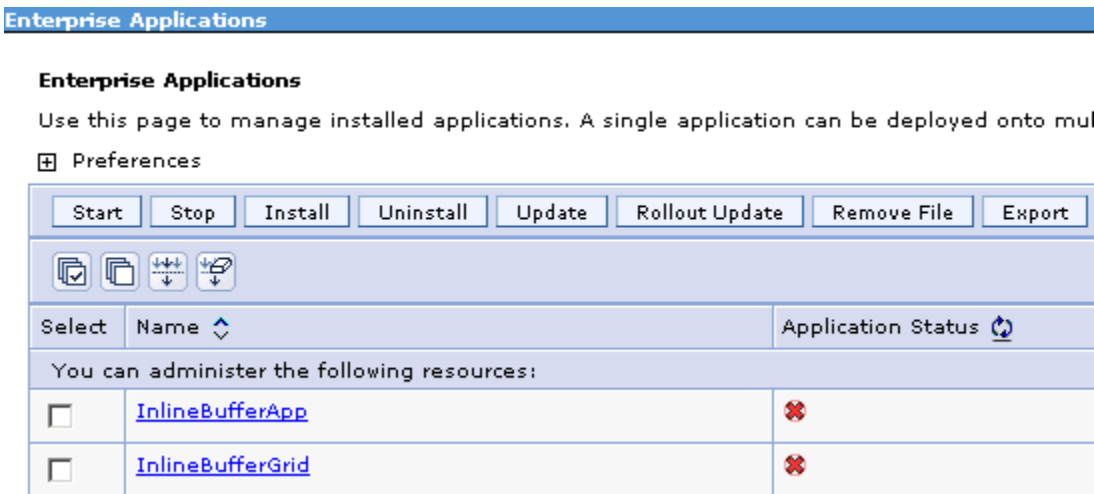 Enterprise Applications
Enterprise Applications
Use this page to manage installed applications. A single application can be deployed onto mul
Preferences
Start Stop Install Uninstall Update Rollout Update Remove File Export
Select Name Application Status
You can administer the following resources:
InlineBufferApp
InlineBufferGrid